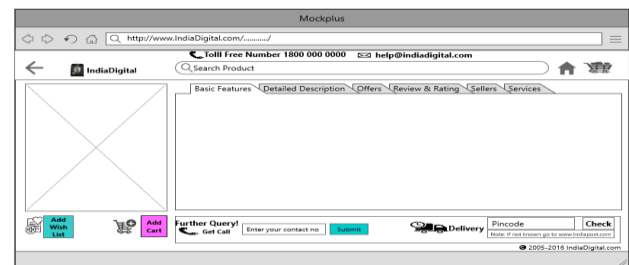 Mockplus
http://www.IndiaDigital.com/.........../
Tolll Free Number 1800 000 0000 help@indiadigital.com
IndiaDigital
Search Product
Basic Features Detailed Description Offers Review & Rating Sellers Services
Add Wish List
Add Cart
Further Query!
Get Call
Enter your contact no
Submit
Delivery
Pincode
Check
Note: If not known go to www.Indiapost.com
2005-2016 IndiaDigital.com